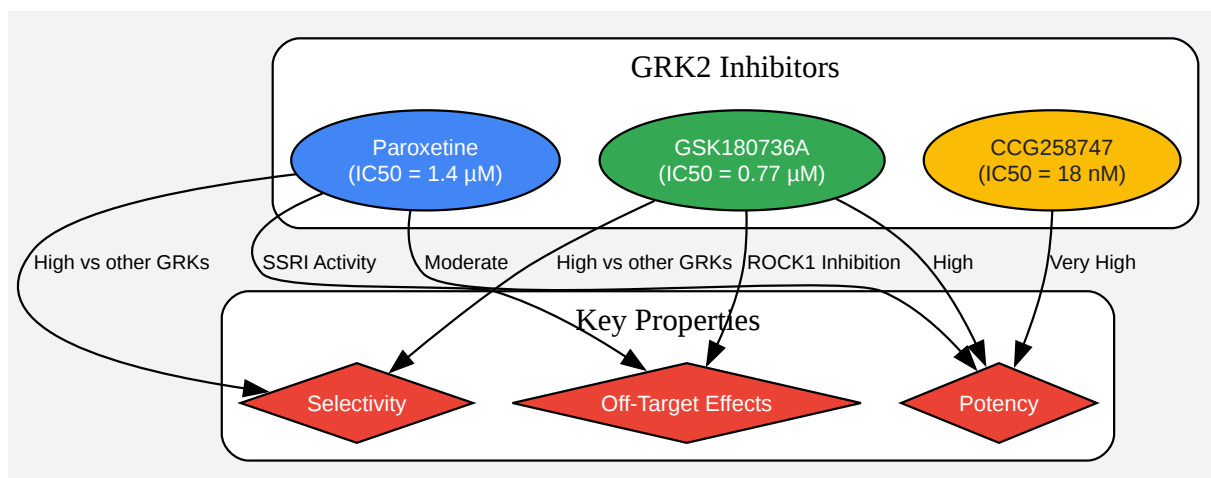 GRK2 Inhibitors
Paroxetine
(IC50 = 1.4 µM)
GSK180736A
(IC50 = 0.77 µM)
CCG258747
(IC50 = 18 nM)
High vs other GRKs
SSRI Activity
Moderate
High vs other GRKs
ROCK1 Inhibition
High
Very High
Key Properties
Selectivity
Off-Target Effects
Potency